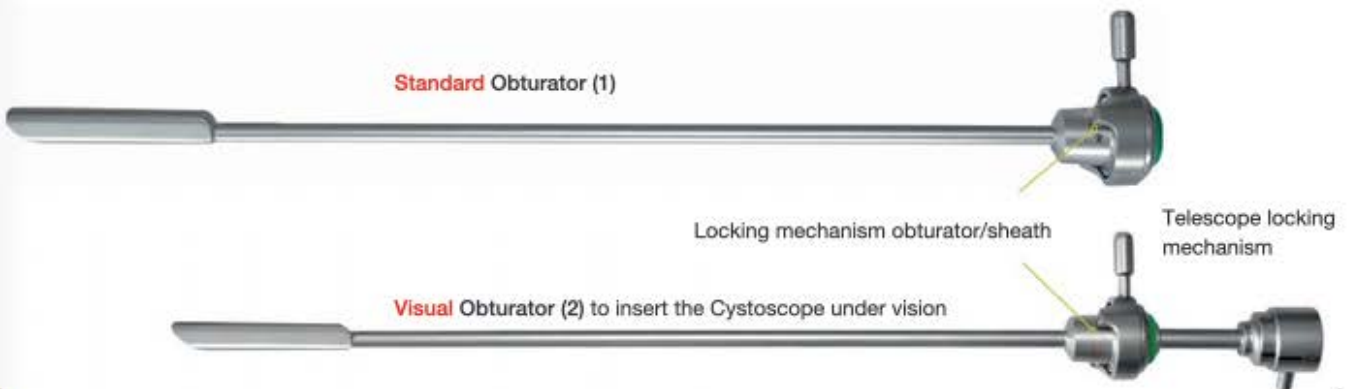 Standard Obturator (1)
Locking mechanism obturator/sheath
Telescope locking
mechanism
Visual Obturator (2) to insert the Cystoscope under vision